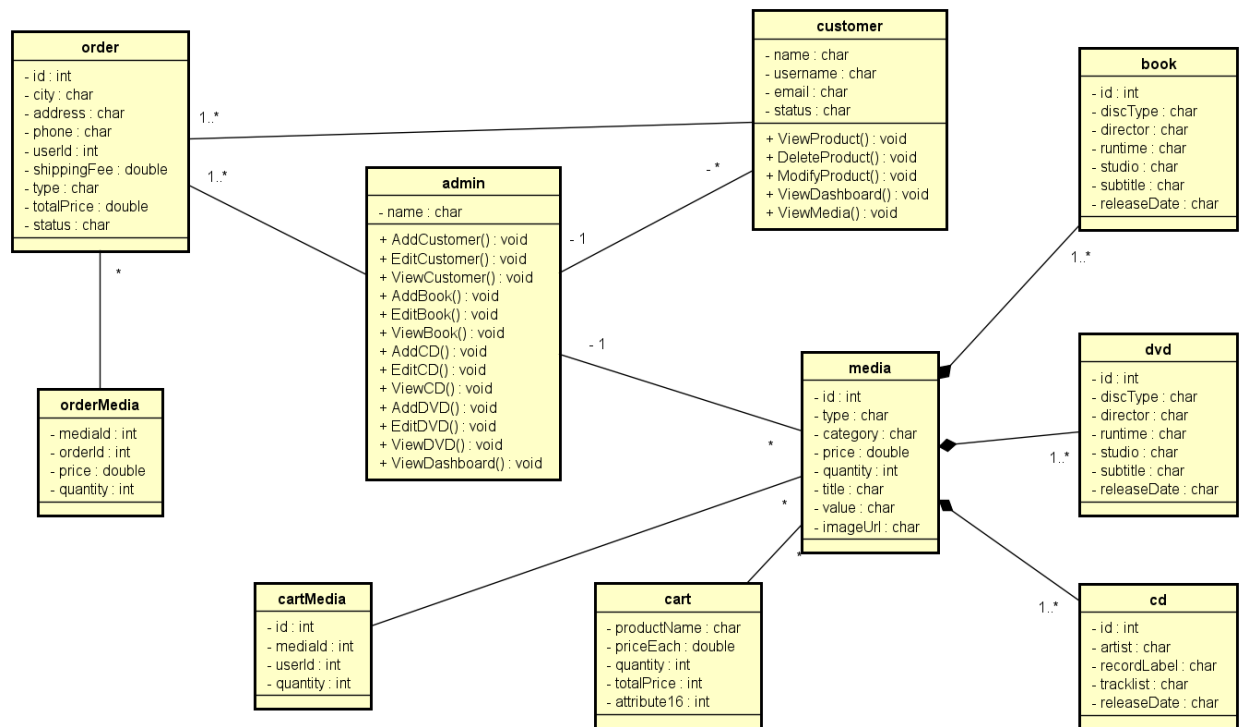 order
- id : int
- city : char
- address : char
- phone : char
- userId : int
- shippingFee : double
- type : char
- totalPrice : double
- status : char
1..*
1..*
*
customer
- name : char
- username : char
- email : char
- status : char
+ ViewProduct() : void
+ DeleteProduct() : void
+ ModifyProduct() : void
+ ViewDashboard() : void
+ ViewMedia() : void
- *
book
- id : int
- discType : char
- director : char
- runtime : char
- studio : char
- subtitle : char
- releaseDate : char
1..*
admin
- name : char
+ AddCustomer() : void
+ EditCustomer() : void
+ ViewCustomer() : void
+ AddBook() : void
+ EditBook() : void
+ ViewBook() : void
+ AddCD() : void
+ EditCD() : void
+ ViewCD() : void
+ AddDVD() : void
+ EditDVD() : void
+ ViewDVD() : void
+ ViewDashboard() : void
- 1
- 1
media
- id : int
- type : char
- category : char
- price : double
- quantity : int
- title : char
- value : char
- imageUrl : char
*
*
*
dvd
- id : int
- discType : char
- director : char
- runtime : char
- studio : char
- subtitle : char
- releaseDate : char
1..*
orderMedia
- mediaId : int
- orderId : int
- price : double
- quantity : int
cartMedia
- id : int
- mediaId : int
- userId : int
- quantity : int
cart
- productName : char
- priceEach : double
- quantity : int
- totalPrice : int
- attribute16 : int
cd
- id : int
- artist : char
- recordLabel : char
- tracklist : char
- releaseDate : char
1..*